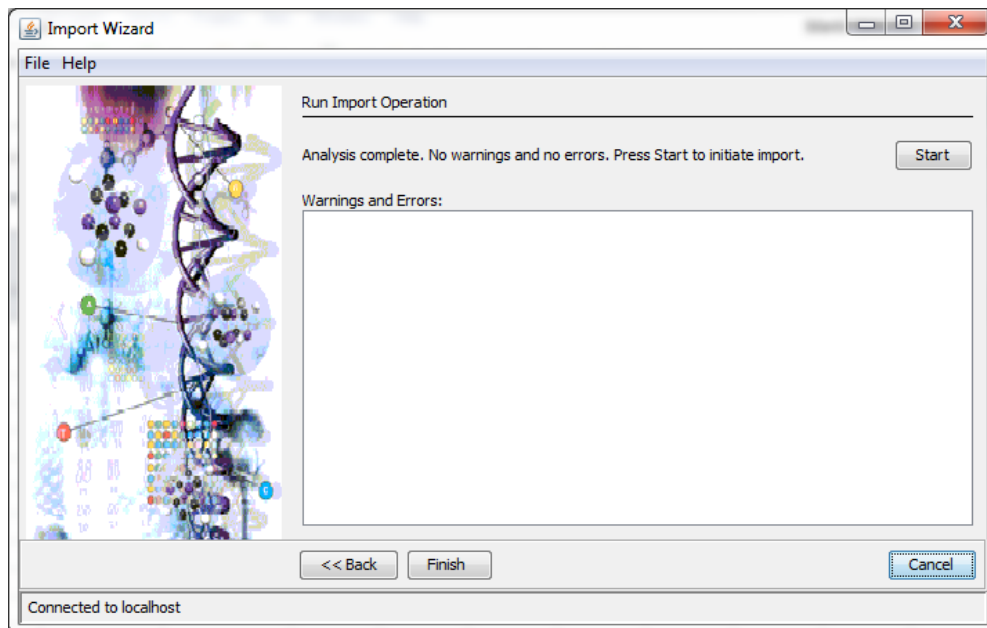 Import Wizard
File Help
Run Import Operation
Analysis complete. No warnings and no errors. Press Start to initiate import.
Start
Warnings and Errors:
<< Back
Finish
Cancel
Connected to localhost